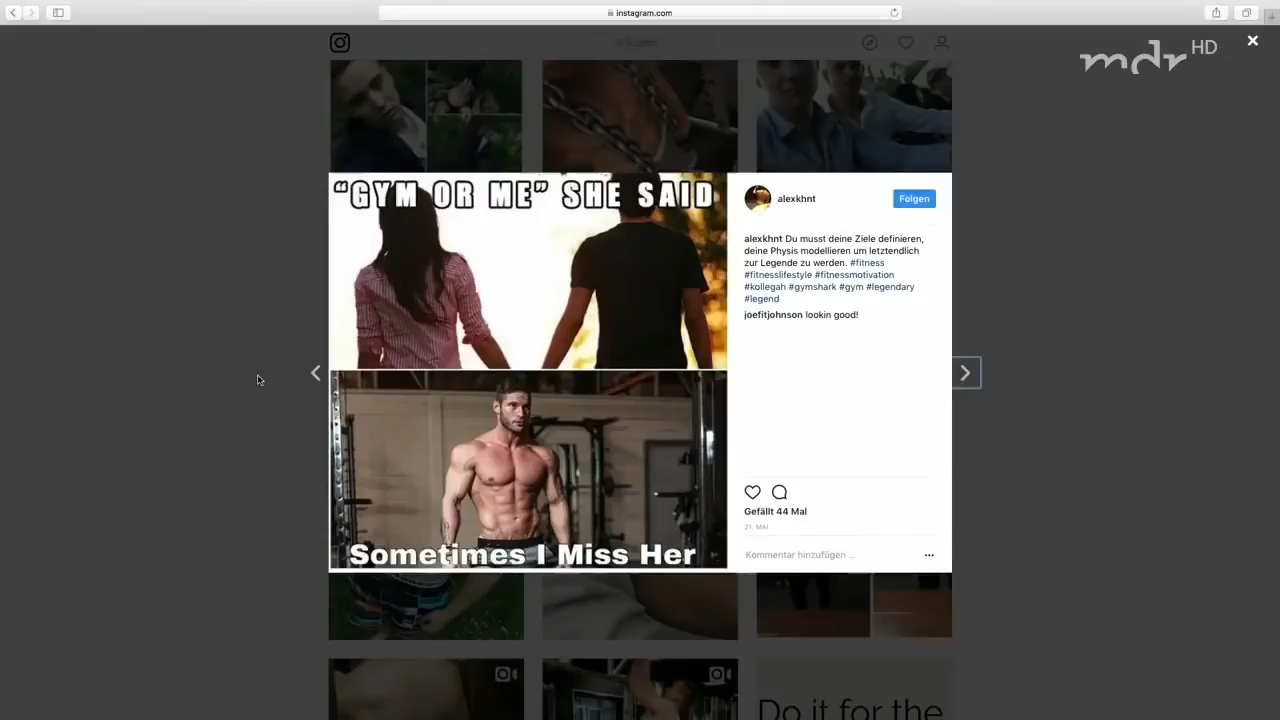 instagram.com
mdr HD
"GYM OR ME" SHE SAID
Sometimes I Miss Her
alexkhnt
Folgen
alexkhnt Du musst deine Ziele definieren,
deine Physis modellieren um letztendlich
zur Legende zu werden. #fitness
#fitnesslifestyle #fitnessmotivation
#kollegah #gymshark #gym #legendary
#legend
joefitjohnson lookin good!
Gefällt 44 Mal
21. MAI
Kommentar hinzufügen ...
Do it for the